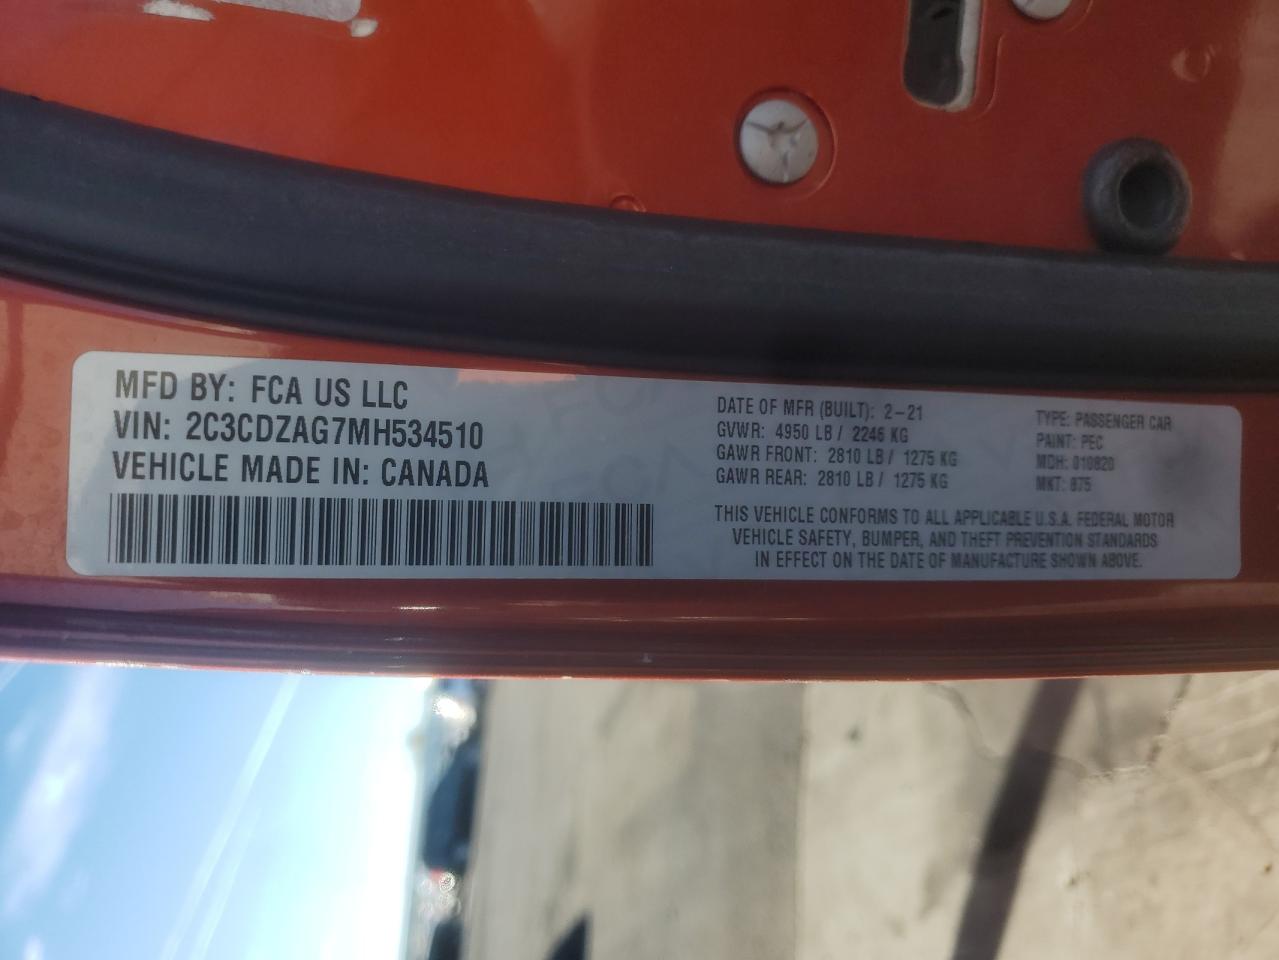 MFD BY: FCA US LLC
VIN: 2C3CDZAG7MH534510
VEHICLE MADE IN: CANADA
DATE OF MFR (BUILT): 2-21
GVWR: 4950 LB / 2246 KG
GAWR FRONT: 2810 LB / 1275 KG
GAWR REAR: 2810 LB / 1275 KG
TYPE: PASSENGER CAR
PAINT: PEC
MDH: 010820
MKT: 875
THIS VEHICLE CONFORMS TO ALL APPLICABLE U.S.A. FEDERAL MOTOR
VEHICLE SAFETY, BUMPER, AND THEFT PREVENTION STANDARDS
IN EFFECT ON THE DATE OF MANUFACTURE SHOWN ABOVE.